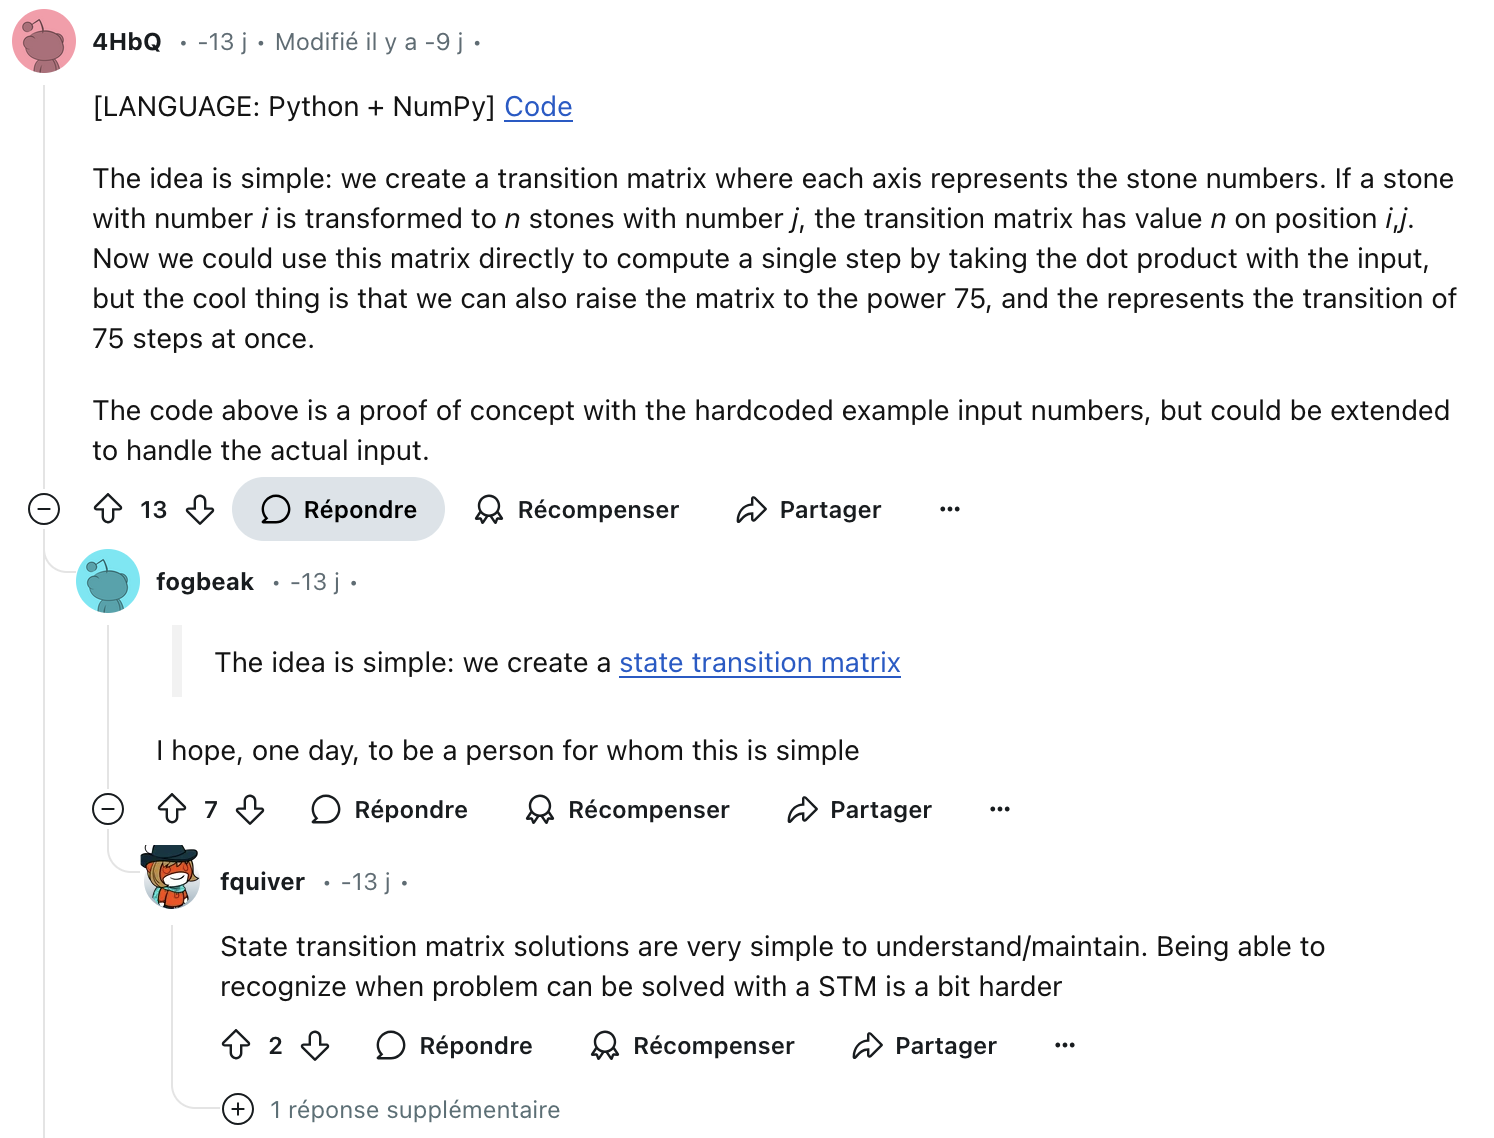 4HbQ • -13 j • Modifié il y a -9 j •
[LANGUAGE: Python + NumPy] Code
The idea is simple: we create a transition matrix where each axis represents the stone numbers. If a stone
with number i is transformed to n stones with number j, the transition matrix has value n on position i,j.
Now we could use this matrix directly to compute a single step by taking the dot product with the input,
but the cool thing is that we can also raise the matrix to the power 75, and the represents the transition of
75 steps at once.
The code above is a proof of concept with the hardcoded example input numbers, but could be extended
to handle the actual input.
13 Répondre Récompenser Partager ...
fogbeak • -13 j •
The idea is simple: we create a state transition matrix
I hope, one day, to be a person for whom this is simple
7 Répondre Récompenser Partager ...
fquiver • -13 j •
State transition matrix solutions are very simple to understand/maintain. Being able to
recognize when problem can be solved with a STM is a bit harder
2 Répondre Récompenser Partager ...
1 réponse supplémentaire